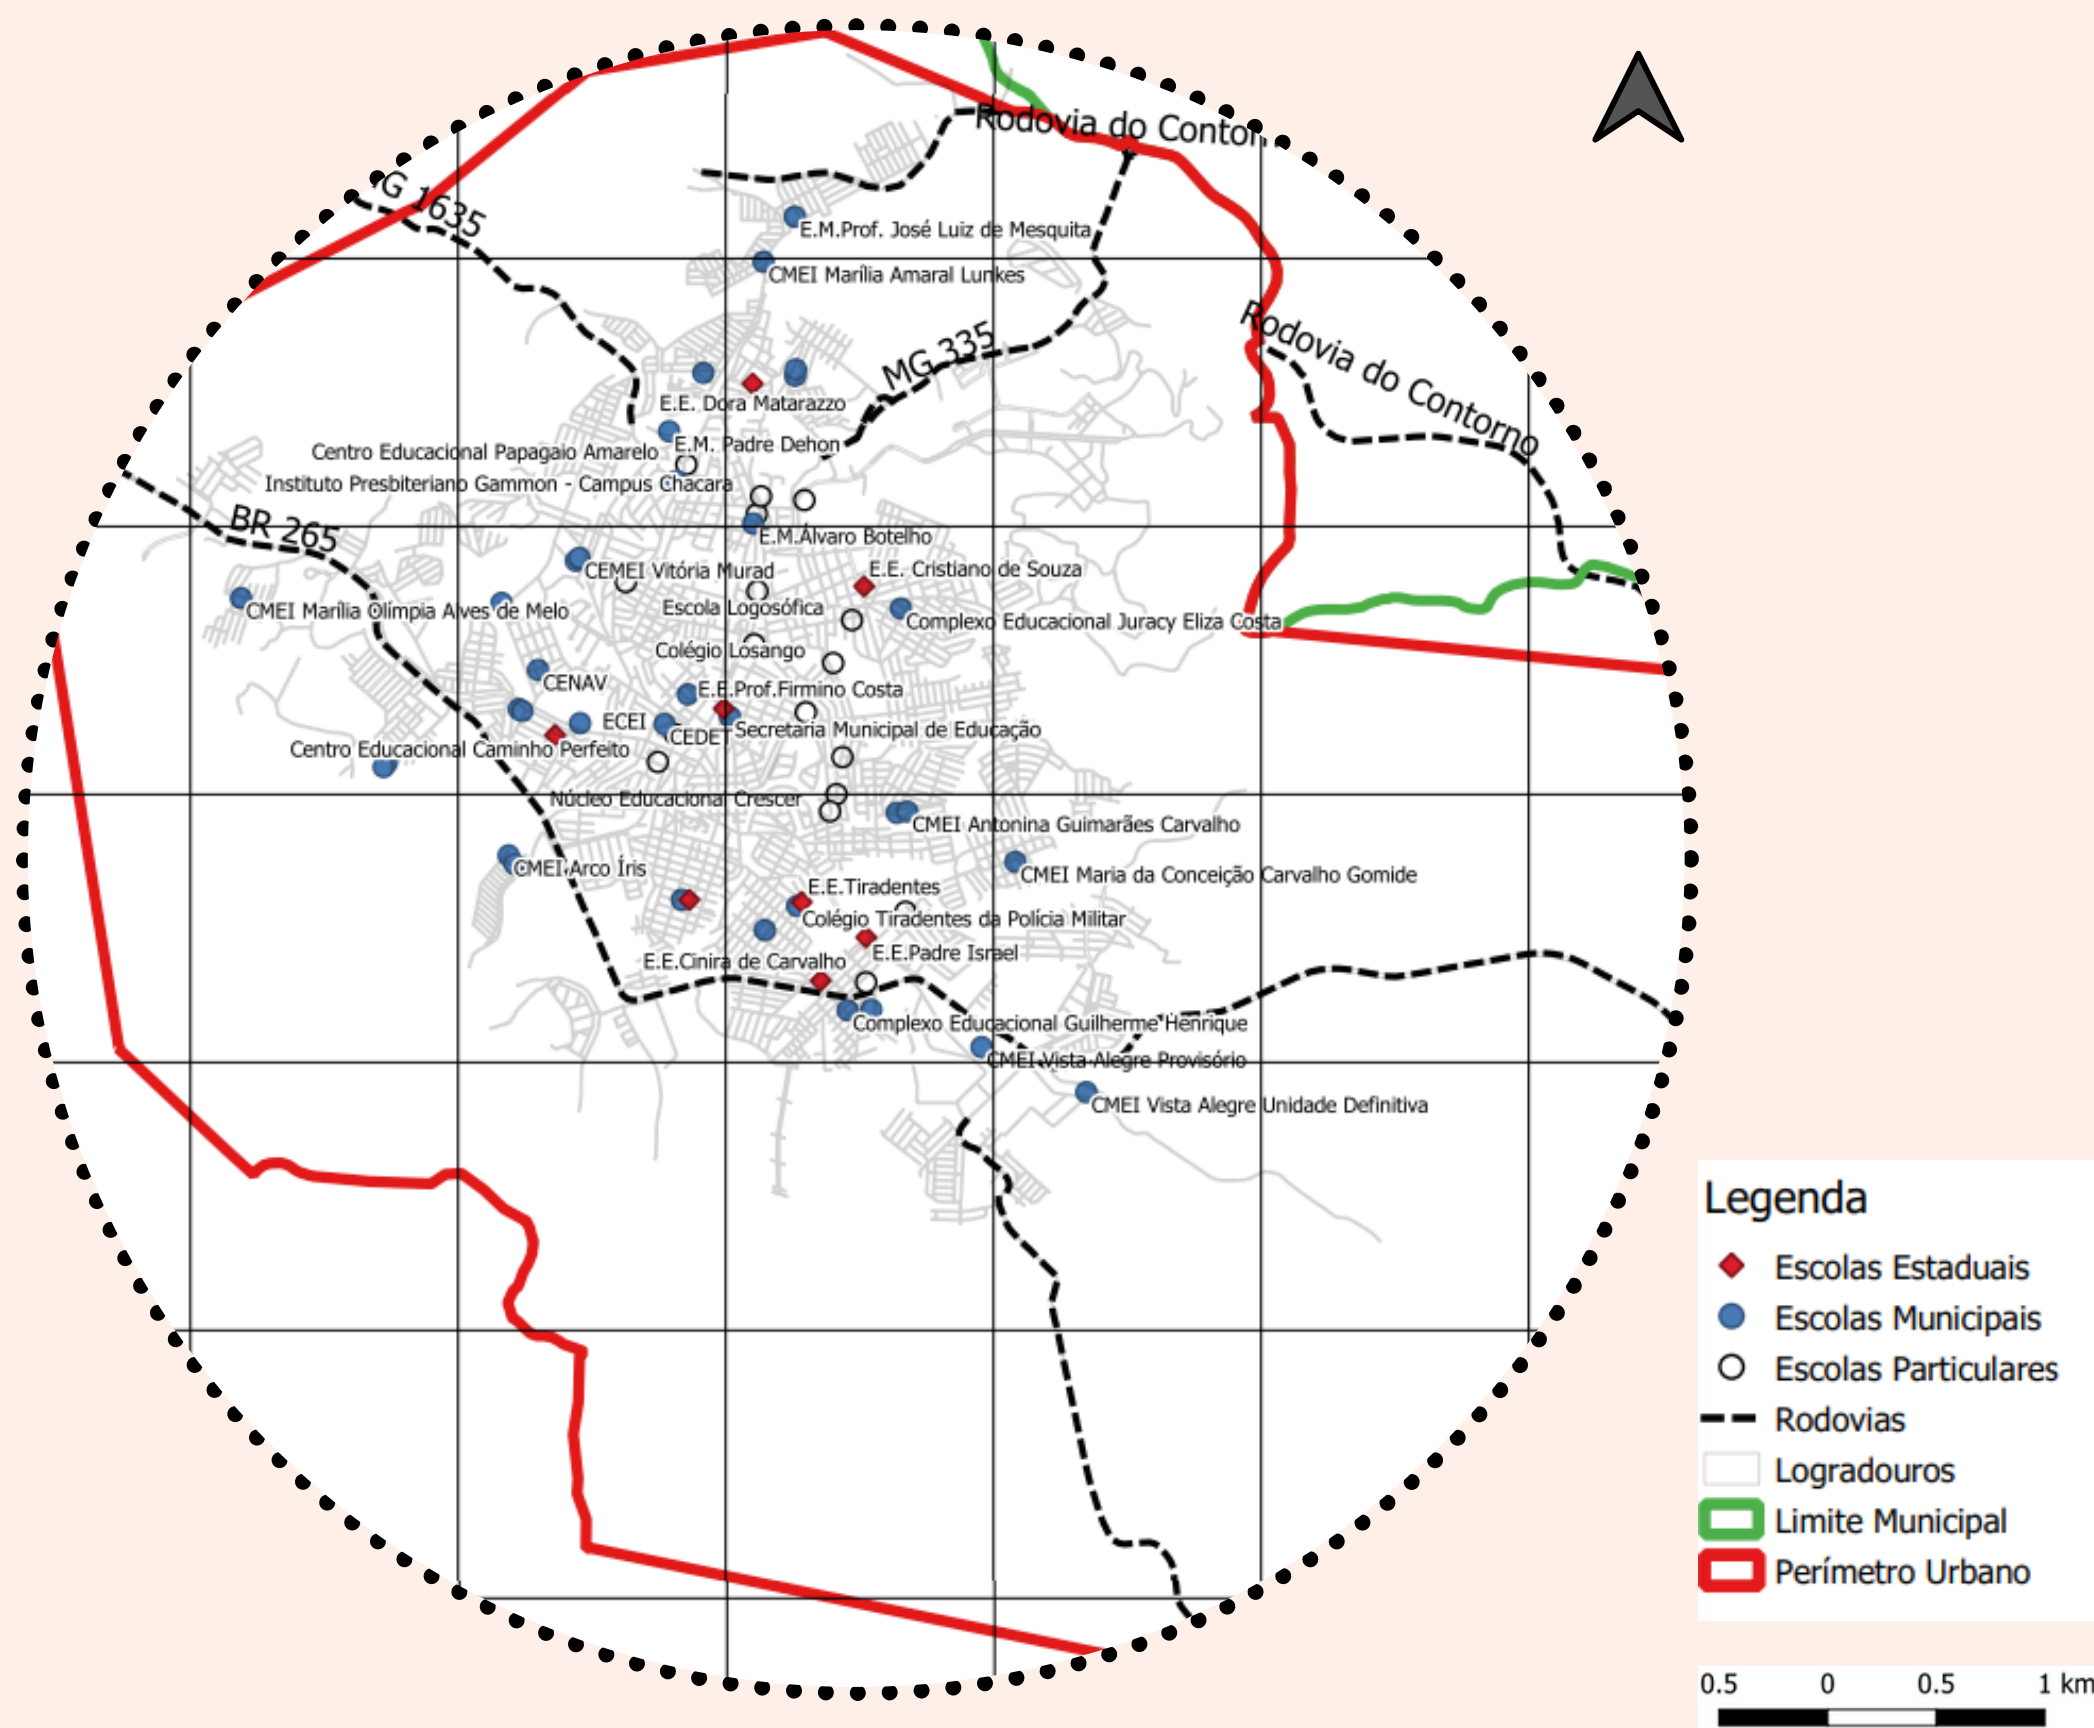 Rodovia do Contor
G 1635
E.M.Prof. José Luiz de Mesquita
CMEI Marília Amaral Lunkes
Rodovia do Contorno
MG 335
E.E. Dora Matarazzo
E.M. Padre Dehon
Centro Educacional Papagaio Amarelo
Instituto Presbiteriano Gammon - Campus Chácara
BR 265
E.M.Álvaro Botelho
CEMEI Vitória Murad
E.E. Cristiano de Souza
CMEI Marília Olímpia Alves de Melo
Escola Logosófica
Complexo Educacional Juracy Eliza Costa
Colégio Losango
CENAV
E.E.Prof.Firmino Costa
ECEI
CEDET
Secretaria Municipal de Educação
Centro Educacional Caminho Perfeito
Núcleo Educacional Crescer
CMEI Antonina Guimarães Carvalho
CMEI Arco Íris
CMEI Maria da Conceição Carvalho Gomide
E.E.Tiradentes
Colégio Tiradentes da Polícia Militar
E.E.Padre Israel
E.E.Cinira de Carvalho
Complexo Educacional Guilherme Henrique
CMEI Vista Alegre Provisório
CMEI Vista Alegre Unidade Definitiva
Legenda
Escolas Estaduais
Escolas Municipais
Escolas Particulares
Rodovias
Logradouros
Limite Municipal
Perímetro Urbano
0.5 0 0.5 1 km